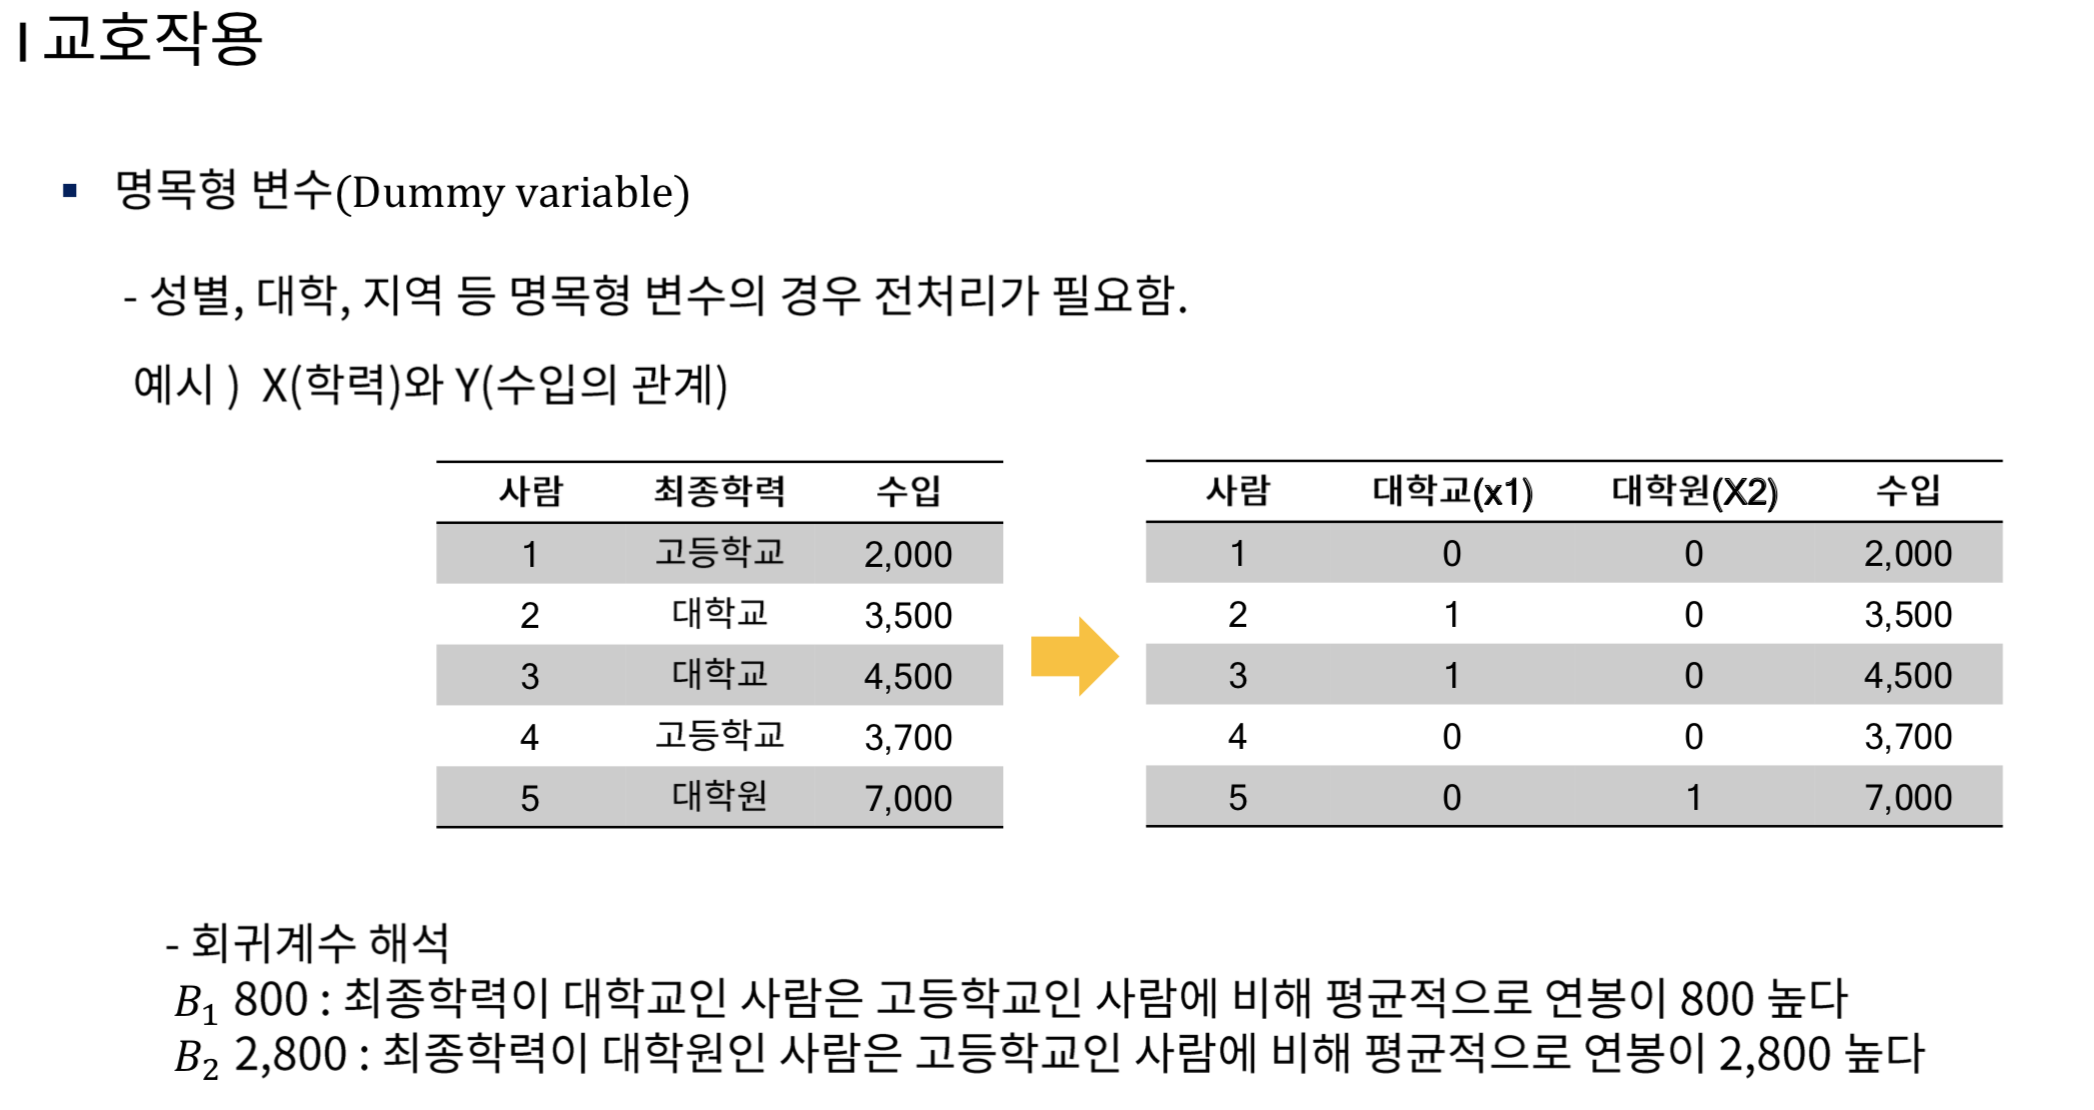 I 교호작용
▪ 명목형 변수(Dummy variable)
- 성별, 대학, 지역 등 명목형 변수의 경우 전처리가 필요함.
예시 ) X(학력)와 Y(수입의 관계)
사람 최종학력 수입
1 고등학교 2,000
2 대학교 3,500
3 대학교 4,500
4 고등학교 3,700
5 대학원 7,000
사람 대학교(x1) 대학원(X2) 수입
1 0 0 2,000
2 1 0 3,500
3 1 0 4,500
4 0 0 3,700
5 0 1 7,000
- 회귀계수 해석
B₁ 800 : 최종학력이 대학교인 사람은 고등학교인 사람에 비해 평균적으로 연봉이 800 높다
B₂ 2,800 : 최종학력이 대학원인 사람은 고등학교인 사람에 비해 평균적으로 연봉이 2,800 높다